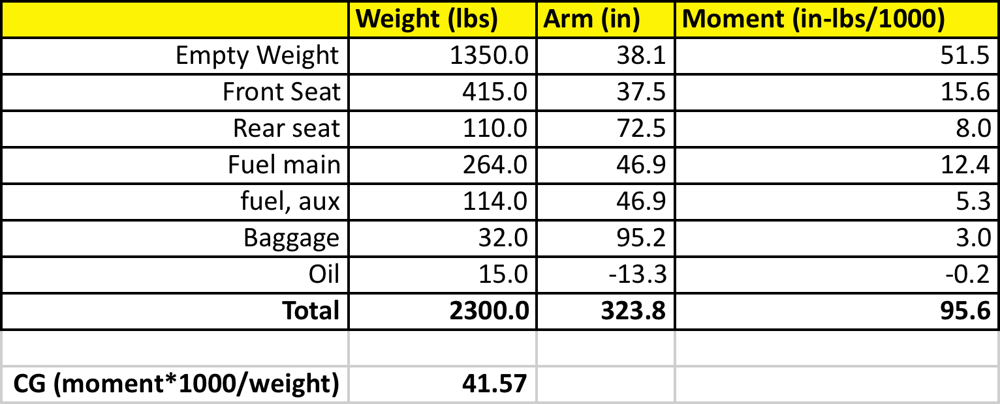 Weight (lbs) Arm (in) Moment (in-lbs/1000)
Empty Weight 1350.0 38.1 51.5
Front Seat 415.0 37.5 15.6
Rear seat 110.0 72.5 8.0
Fuel main 264.0 46.9 12.4
fuel, aux 114.0 46.9 5.3
Baggage 32.0 95.2 3.0
Oil 15.0 -13.3 -0.2
Total 2300.0 323.8 95.6
CG (moment*1000/weight) 41.57